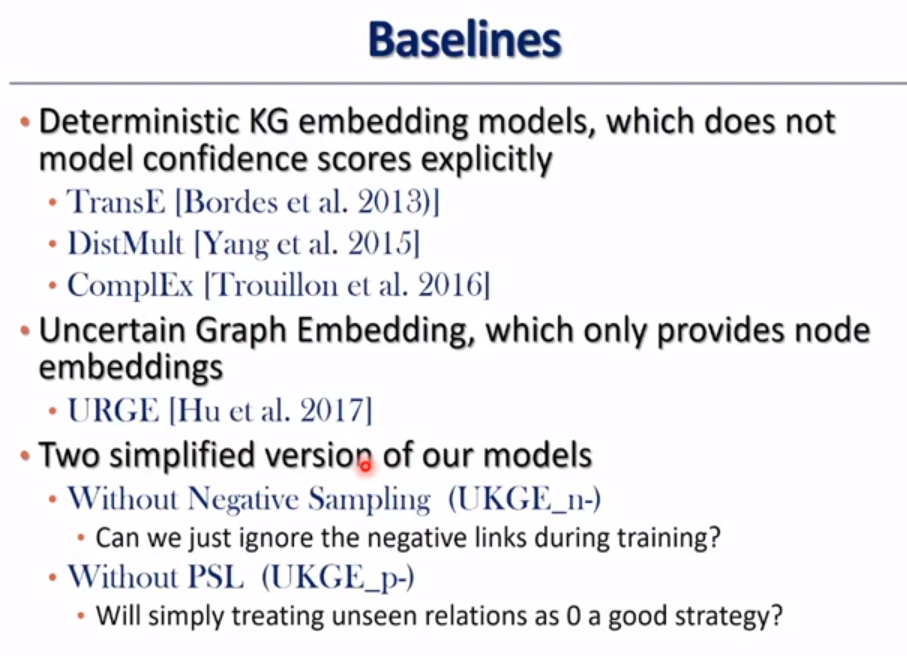 Baselines
• Deterministic KG embedding models, which does not
model confidence scores explicitly
• TransE [Bordes et al. 2013)]
• DistMult [Yang et al. 2015]
• ComplEx [Trouillon et al. 2016]
• Uncertain Graph Embedding, which only provides node
embeddings
• URGE [Hu et al. 2017]
• Two simplified version of our models
• Without Negative Sampling (UKGE_n-)
• Can we just ignore the negative links during training?
• Without PSL (UKGE_p-)
• Will simply treating unseen relations as 0 a good strategy?